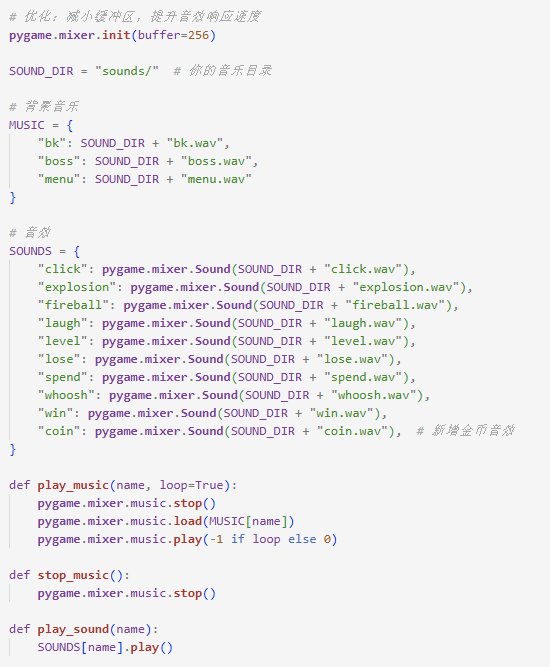 # 优化：减小缓冲区，提升音效响应速度
pygame.mixer.init(buffer=256)
SOUND_DIR = "sounds/"  # 你的音乐目录
# 背景音乐
MUSIC = {
    "bk": SOUND_DIR + "bk.wav",
    "boss": SOUND_DIR + "boss.wav",
    "menu": SOUND_DIR + "menu.wav"
}
# 音效
SOUNDS = {
    "click": pygame.mixer.Sound(SOUND_DIR + "click.wav"),
    "explosion": pygame.mixer.Sound(SOUND_DIR + "explosion.wav"),
    "fireball": pygame.mixer.Sound(SOUND_DIR + "fireball.wav"),
    "laugh": pygame.mixer.Sound(SOUND_DIR + "laugh.wav"),
    "level": pygame.mixer.Sound(SOUND_DIR + "level.wav"),
    "lose": pygame.mixer.Sound(SOUND_DIR + "lose.wav"),
    "spend": pygame.mixer.Sound(SOUND_DIR + "spend.wav"),
    "whoosh": pygame.mixer.Sound(SOUND_DIR + "whoosh.wav"),
    "win": pygame.mixer.Sound(SOUND_DIR + "win.wav"),
    "coin": pygame.mixer.Sound(SOUND_DIR + "coin.wav"),  # 新增金币音效
}
def play_music(name, loop=True):
    pygame.mixer.music.stop()
    pygame.mixer.music.load(MUSIC[name])
    pygame.mixer.music.play(-1 if loop else 0)
def stop_music():
    pygame.mixer.music.stop()
def play_sound(name):
    SOUNDS[name].play()